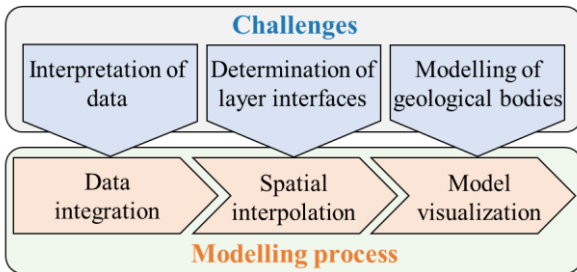 Challenges
Interpretation of
data
Determination of
layer interfaces
Modelling of
geological bodies
Data
integration
Spatial
interpolation
Model
visualization
Modelling process